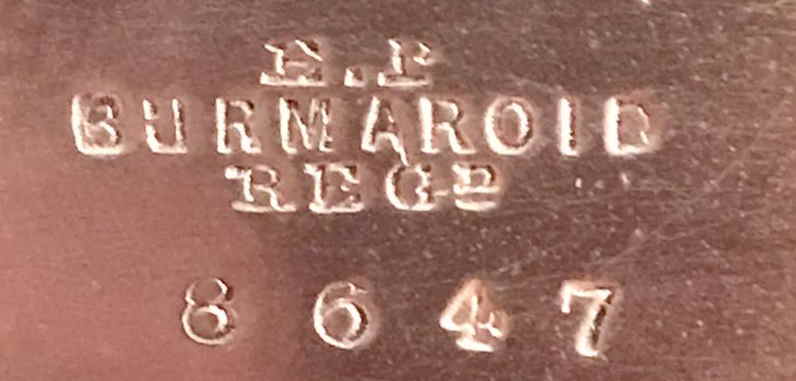 E.P
BURMAROID
REGD
8647